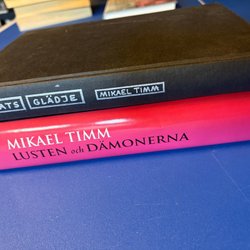 ATS GLÄDJE MIKAEL TIMM
MIKAEL TIMM
LUSTEN och DÄMONERNA